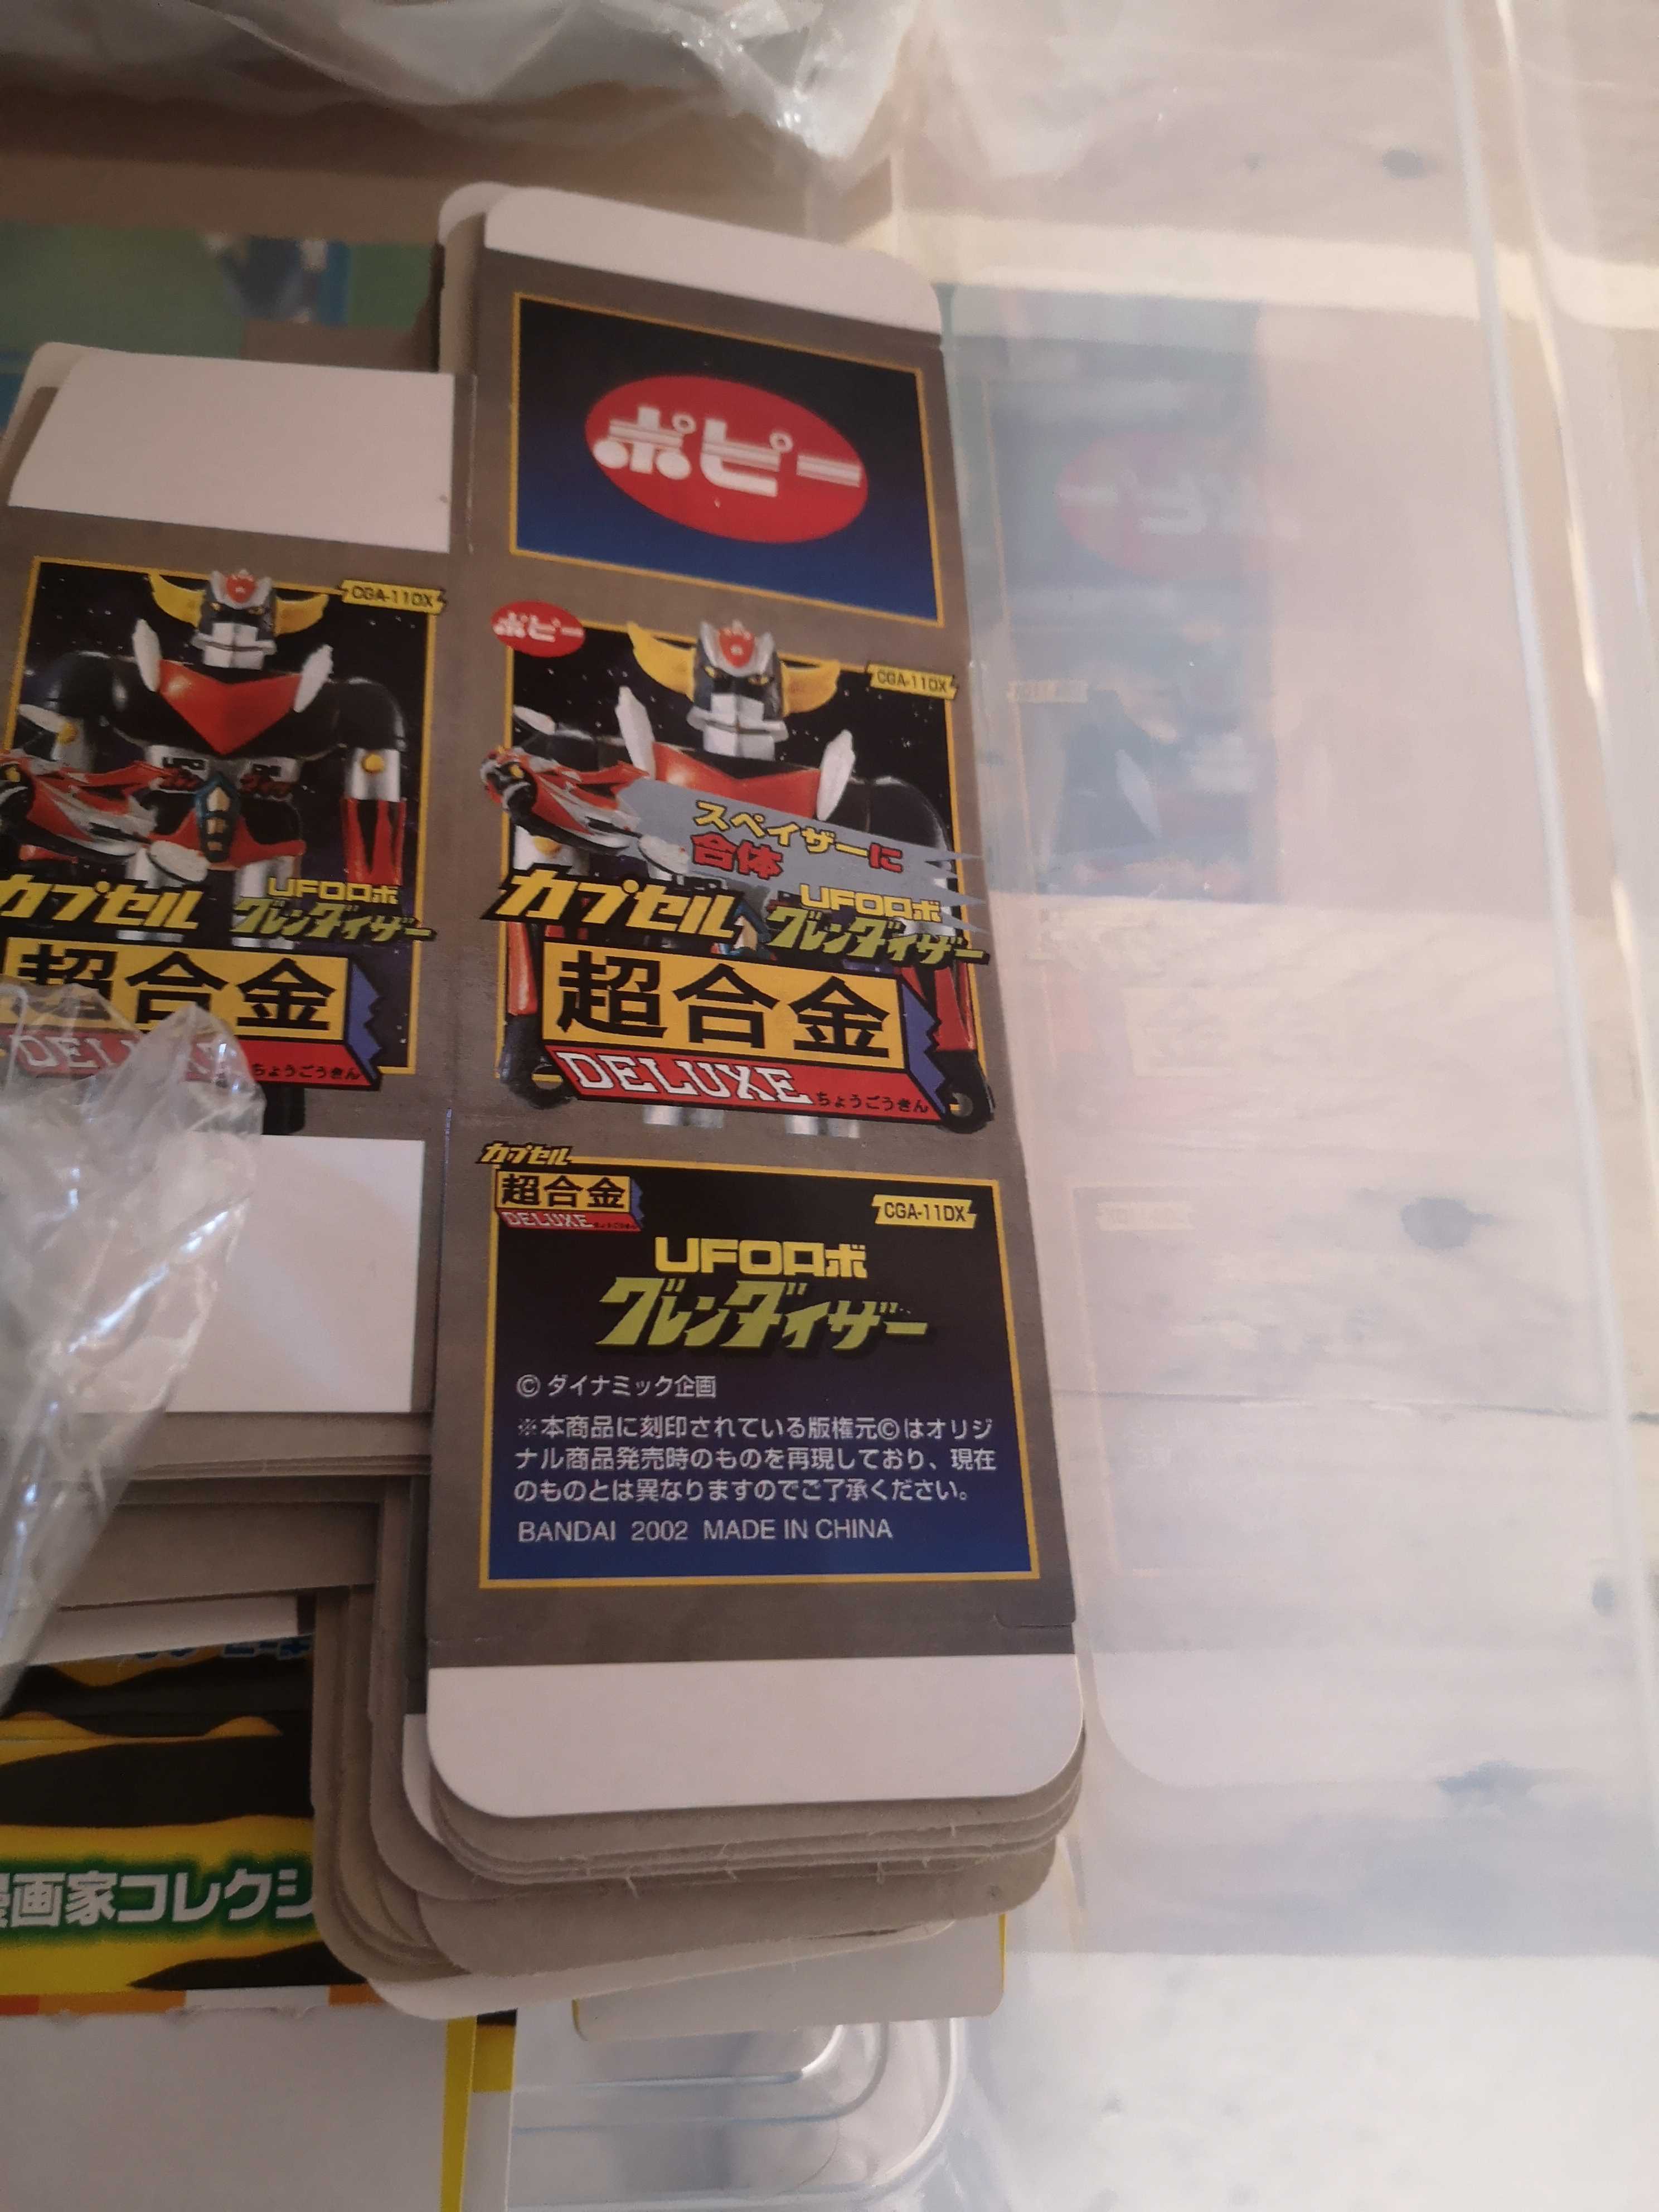 ポピー
CGA-11DX
カプセル
UFOロボ
グレンダイザー
超合金
ちょうごうきん
ポピー
CGA-11DX
スペイザーに
合体
カプセル
UFOロボ
グレンダイザー
超合金
DELUXE ちょうごうきん
カプセル
超合金
DELUXE
CGA-11DX
UFOロボ
グレンダイザー
© ダイナミック企画
※本商品に刻印されている版権元©はオリジ
ナル商品発売時のものを再現しており、現在
のものとは異なりますのでご了承ください。
BANDAI 2002 MADE IN CHINA
画家コレクシ